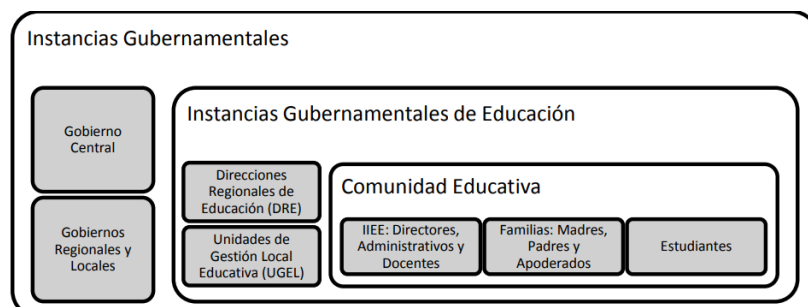 Instancias Gubernamentales
Gobierno
Central
Gobiernos
Regionales y
Locales
Instancias Gubernamentales de Educación
Direcciones
Regionales de
Educación (DRE)
Unidades de
Gestión Local
Educativa (UGEL)
Comunidad Educativa
IIEE: Directores,
Administrativos y
Docentes
Familias: Madres,
Padres y
Apoderados
Estudiantes